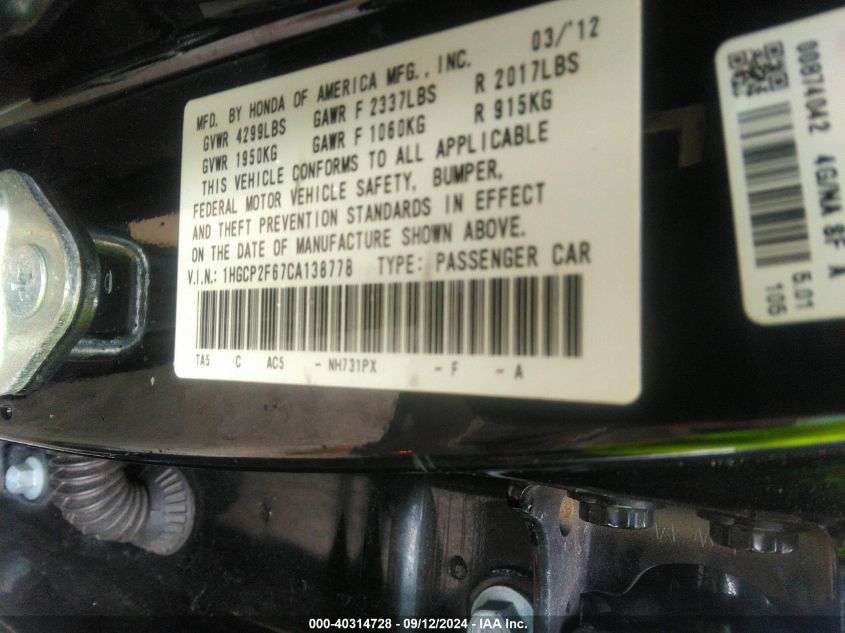 03/'12
MFD. BY HONDA OF AMERICA MFG., INC.
GVWR 4299LBS GAWR F 2337LBS R 2017LBS
GVWR 1950KG GAWR F 1060KG R 915KG
THIS VEHICLE CONFORMS TO ALL APPLICABLE
FEDERAL MOTOR VEHICLE SAFETY, BUMPER,
AND THEFT PREVENTION STANDARDS IN EFFECT
ON THE DATE OF MANUFACTURE SHOWN ABOVE.
V.I.N.: 1HGCP2F67CA138778 TYPE: PASSENGER CAR
TA5 C AC5 - NH731PX - F - A
00874042 4G/NA 8F A
5.01
105
000-40314728 - 09/12/2024 - IAA Inc.